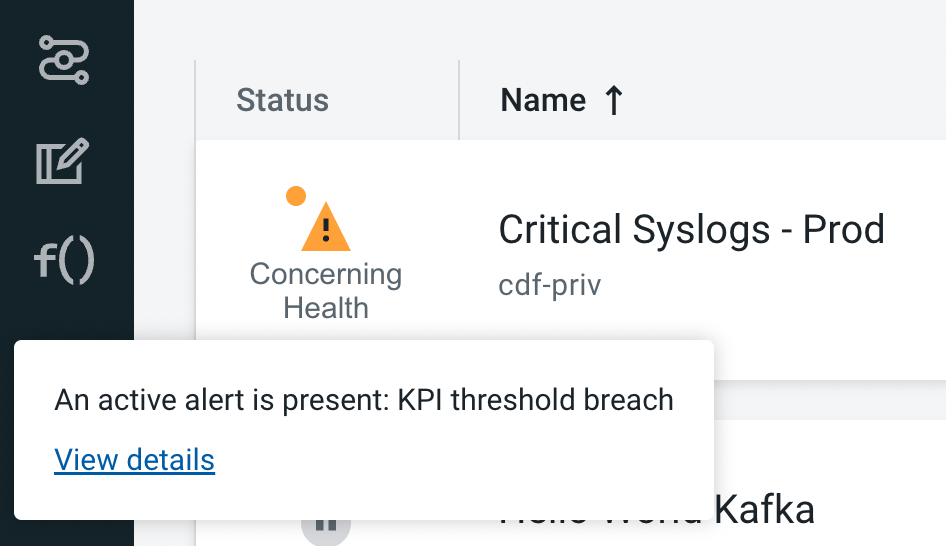 Status
Name ↑
Critical Syslogs - Prod
Concerning
Health
cdf-priv
f()
An active alert is present: KPI threshold breach
View details
Kafka